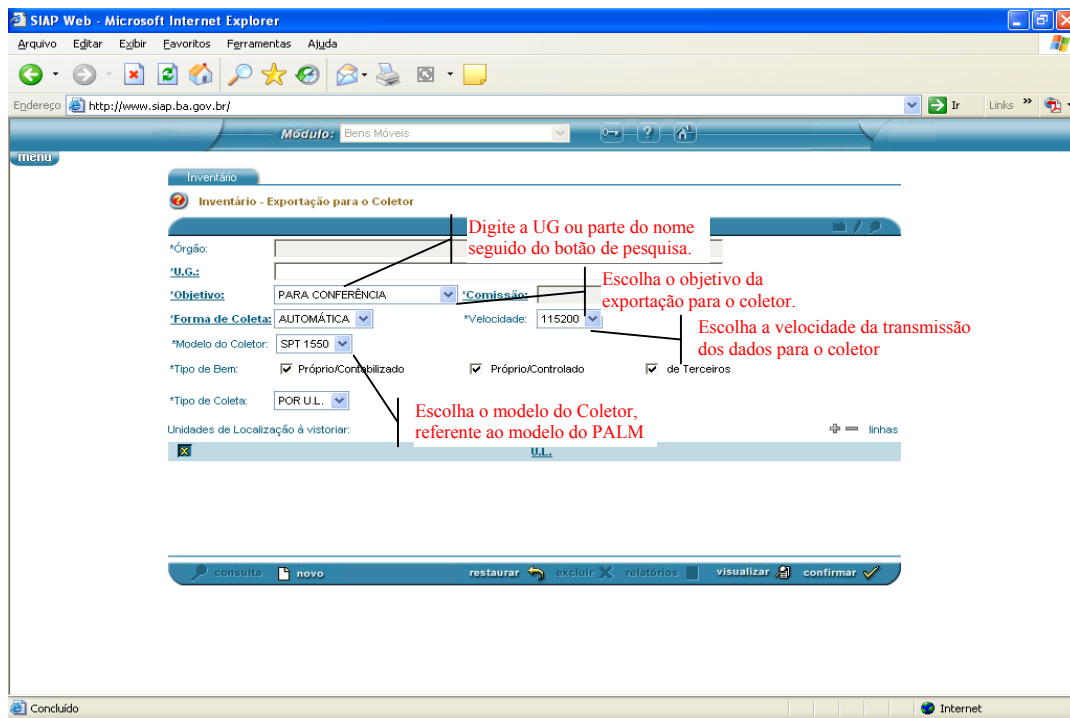 SIAP Web - Microsoft Internet Explorer
Arquivo Editar Exibir Favoritos Ferramentas Ajuda
Endereço http://www.siap.ba.gov.br/ Ir Links »
Módulo: Bens Móveis ?
menu
Inventário
Inventário - Exportação para o Coletor
Digite a UG ou parte do nome
seguido do botão de pesquisa.
*Órgão:
*U.G.:
Escolha o objetivo da
exportação para o coletor.
*Objetivo: PARA CONFERÊNCIA *Comissão:
*Forma de Coleta: AUTOMÁTICA *Velocidade: 115200
Escolha a velocidade da transmissão
dos dados para o coletor
*Modelo do Coletor: SPT 1550
*Tipo de Bem: Próprio/Contabilizado Próprio/Controlado de Terceiros
*Tipo de Coleta: POR U.L.
Escolha o modelo do Coletor,
referente ao modelo do PALM
Unidades de Localização à vistoriar: linhas
U.L.
consulta novo restaurar excluir relatórios visualizar confirmar
Concluído Internet